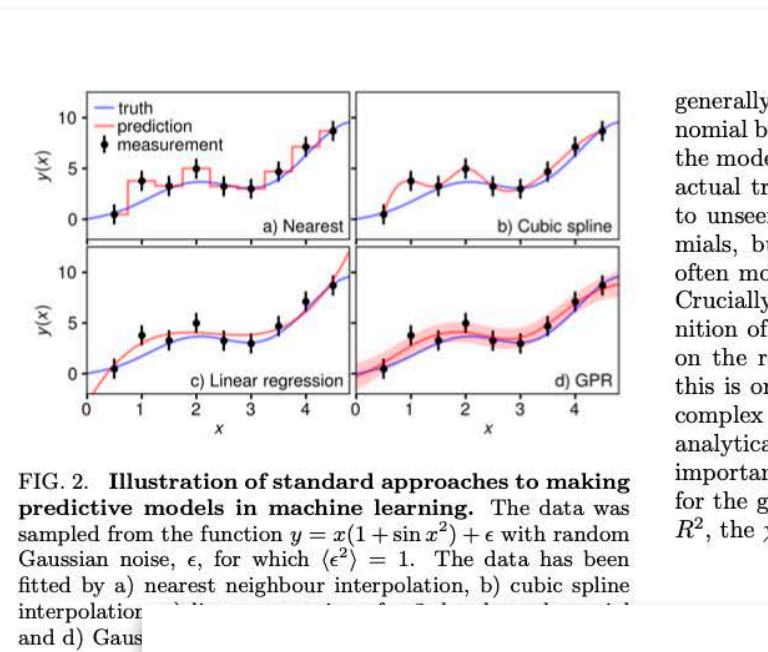 10
5
0
y(x)
truth
prediction
measurement
a) Nearest
b) Cubic spline
10
5
0
y(x)
c) Linear regression
d) GPR
0 1 2 3 4 0 1 2 3 4
x x
FIG. 2. Illustration of standard approaches to making
predictive models in machine learning. The data was
sampled from the function y = x(1 + sin x²) + ϵ with random
Gaussian noise, ϵ, for which ⟨ϵ²⟩ = 1. The data has been
fitted by a) nearest neighbour interpolation, b) cubic spline
interpolation
and d) Gaus
generally
nomial b
the mode
actual tr
to unsee
mials, bu
often mo
Crucially
nition of
on the r
this is or
complex
analytica
importan
for the g
R², the